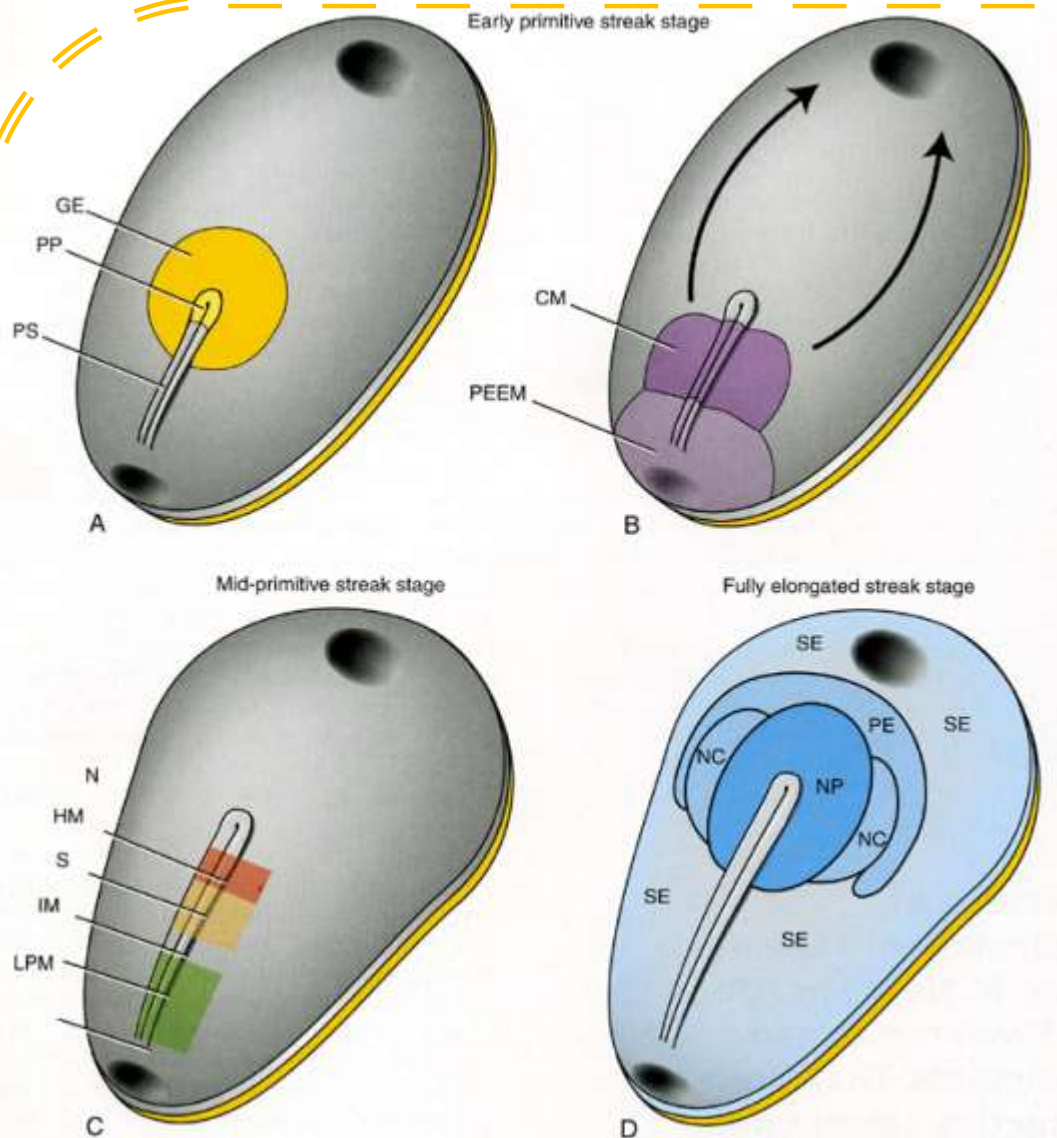 Early primitive streak stage
GE
PP
PS
A
CM
PEEM
B
Mid-primitive streak stage
N
HM
S
IM
LPM
C
Fully elongated streak stage
SE
PE
SE
NC
NP
NC
SE
SE
D